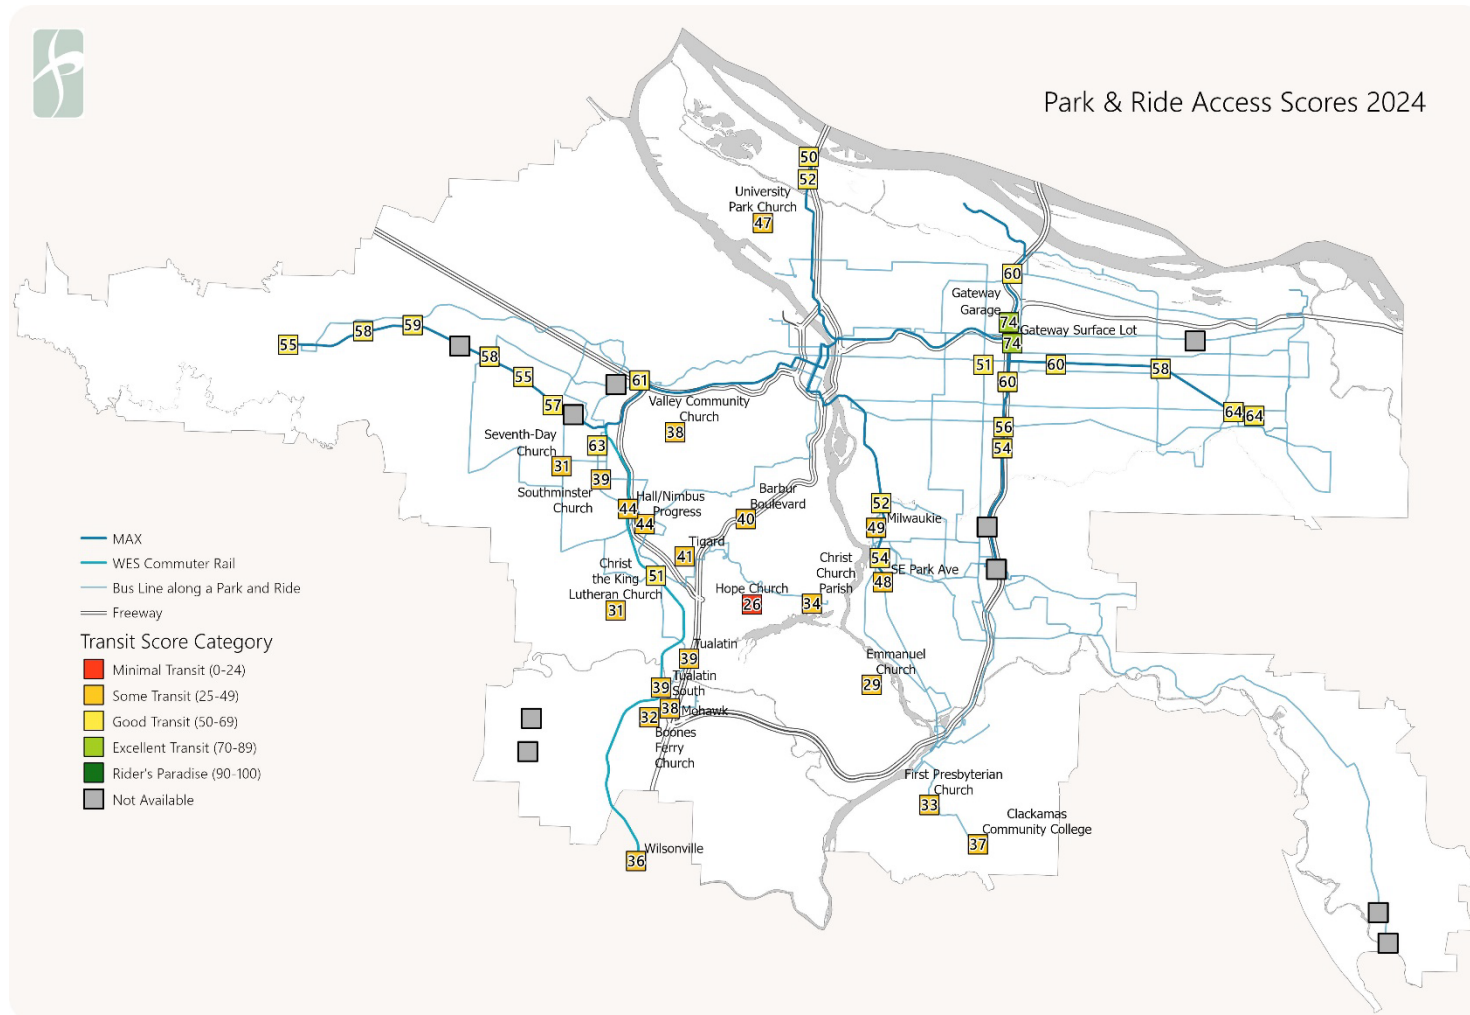 Park & Ride Access Scores 2024
50
52
University
Park Church
47
60
Gateway
Garage
74
Gateway Surface Lot
74
55
58
59
58
55
57
61
51
60
60
58
64
64
56
54
Valley Community
Church
38
Seventh-Day
Church
31
63
39
Southminster
Church
44
Hall/Nimbus
Progress
44
Barbur
Boulevard
40
52
Milwaukie
49
Tigard
41
54
SE Park Ave
48
Christ
the King
Lutheran Church
51
31
Hope Church
26
Christ
Church
Parish
34
Tualatin
39
Tualatin
South
39
38
Mohawk
32
Boones
Ferry
Church
Emmanuel
Church
29
First Presbyterian
Church
33
Clackamas
Community College
37
Wilsonville
36
MAX
WES Commuter Rail
Bus Line along a Park and Ride
Freeway
Transit Score Category
Minimal Transit (0-24)
Some Transit (25-49)
Good Transit (50-69)
Excellent Transit (70-89)
Rider's Paradise (90-100)
Not Available